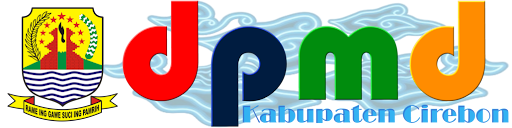 dpmd
Kabupaten Cirebon
RAME ING GAWE SUCI ING PAMRIH